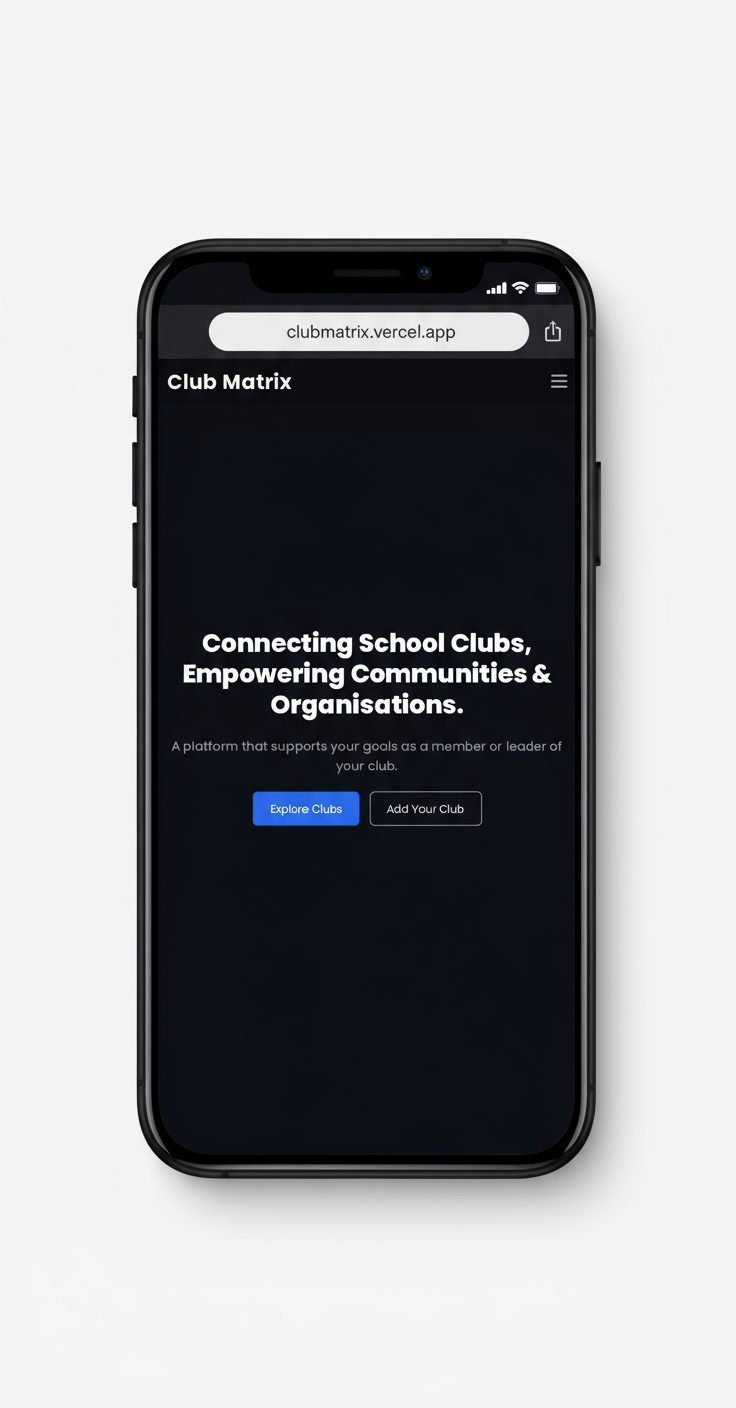 clubmatrix.vercel.app
Club Matrix
Connecting School Clubs,
Empowering Communities &
Organisations.
A platform that supports your goals as a member or leader of
your club.
Explore Clubs
Add Your Club